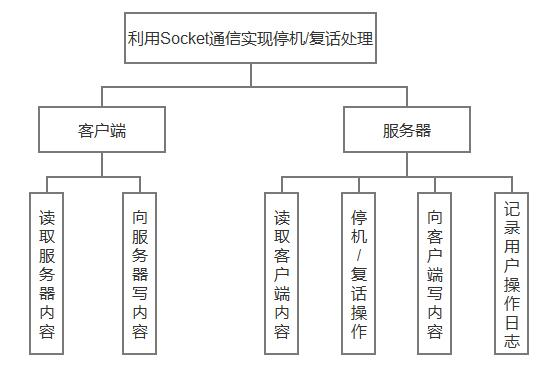 利用Socket通信实现停机/复话处理
客户端
服务器
读取服务器内容
向服务器写内容
读取客户端内容
停机/复话操作
向客户端写内容
记录用户操作日志